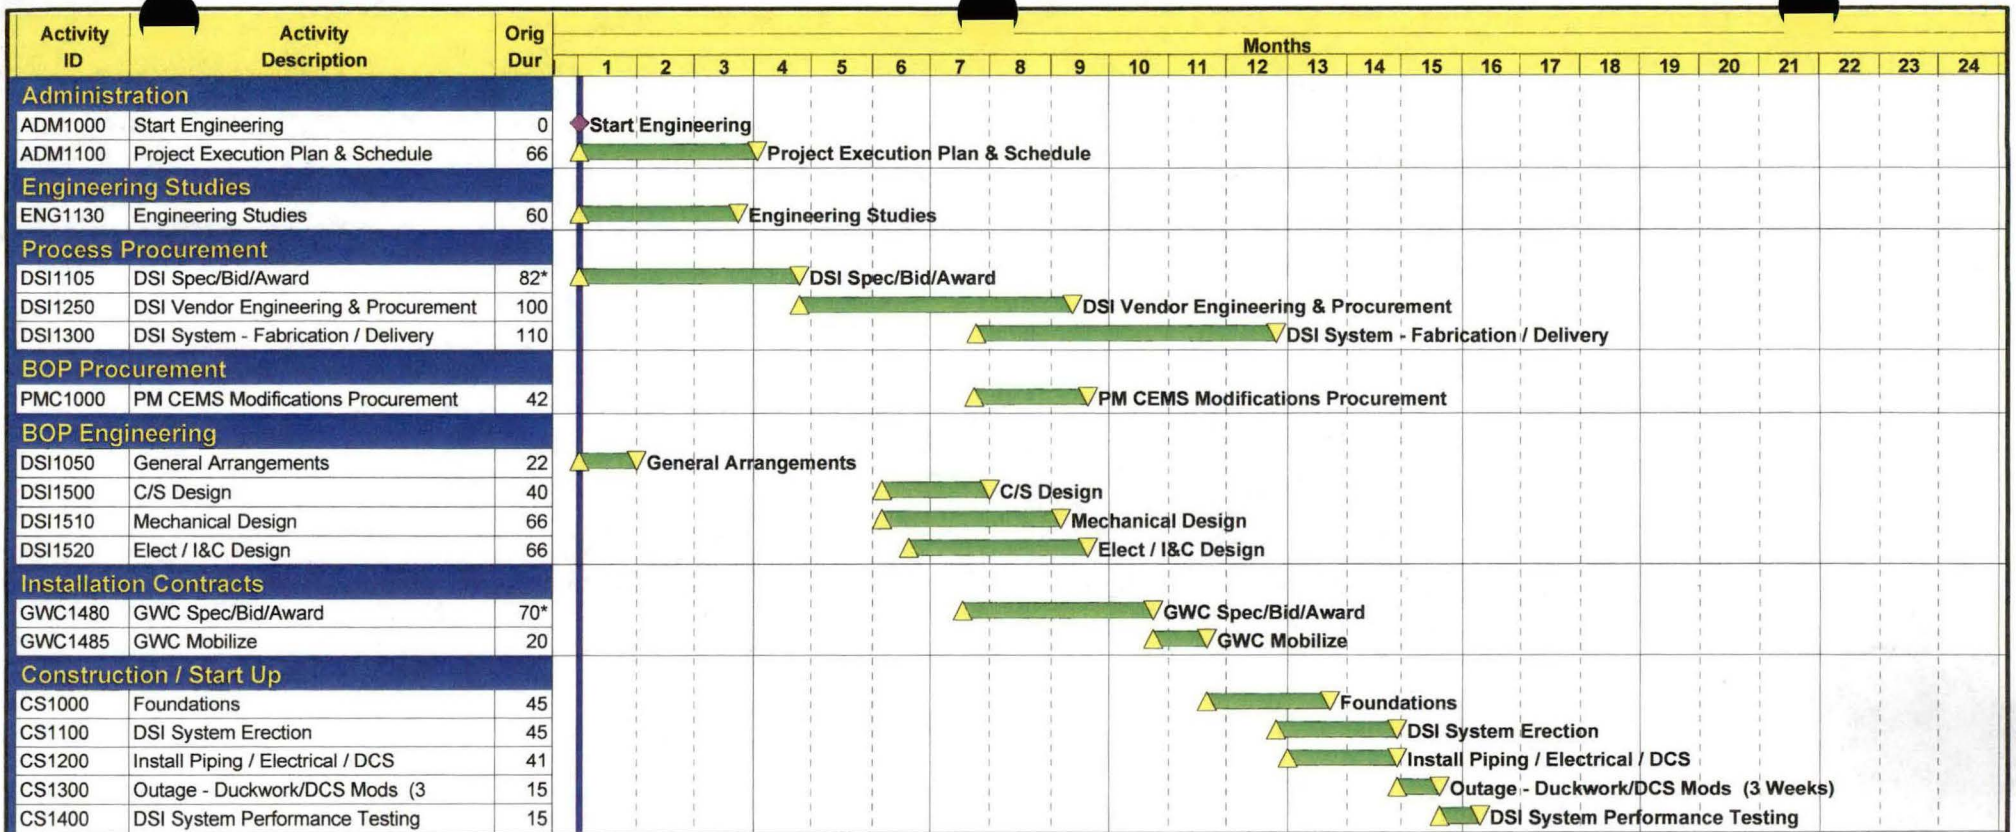 Activity ID Activity Description Orig Dur Months
1 2 3 4 5 6 7 8 9 10 11 12 13 14 15 16 17 18 19 20 21 22 23 24
Administration
ADM1000 Start Engineering 0 Start Engineering
ADM1100 Project Execution Plan & Schedule 66 Project Execution Plan & Schedule
Engineering Studies
ENG1130 Engineering Studies 60 Engineering Studies
Process Procurement
DSI1105 DSI Spec/Bid/Award 82* DSI Spec/Bid/Award
DSI1250 DSI Vendor Engineering & Procurement 100 DSI Vendor Engineering & Procurement
DSI1300 DSI System - Fabrication / Delivery 110 DSI System - Fabrication / Delivery
BOP Procurement
PMC1000 PM CEMS Modifications Procurement 42 PM CEMS Modifications Procurement
BOP Engineering
DSI1050 General Arrangements 22 General Arrangements
DSI1500 C/S Design 40 C/S Design
DSI1510 Mechanical Design 66 Mechanical Design
DSI1520 Elect / I&C Design 66 Elect / I&C Design
Installation Contracts
GWC1480 GWC Spec/Bid/Award 70* GWC Spec/Bid/Award
GWC1485 GWC Mobilize 20 GWC Mobilize
Construction / Start Up
CS1000 Foundations 45 Foundations
CS1100 DSI System Erection 45 DSI System Erection
CS1200 Install Piping / Electrical / DCS 41 Install Piping / Electrical / DCS
CS1300 Outage - Duckwork/DCS Mods (3 15 Outage - Duckwork/DCS Mods (3 Weeks)
CS1400 DSI System Performance Testing 15 DSI System Performance Testing